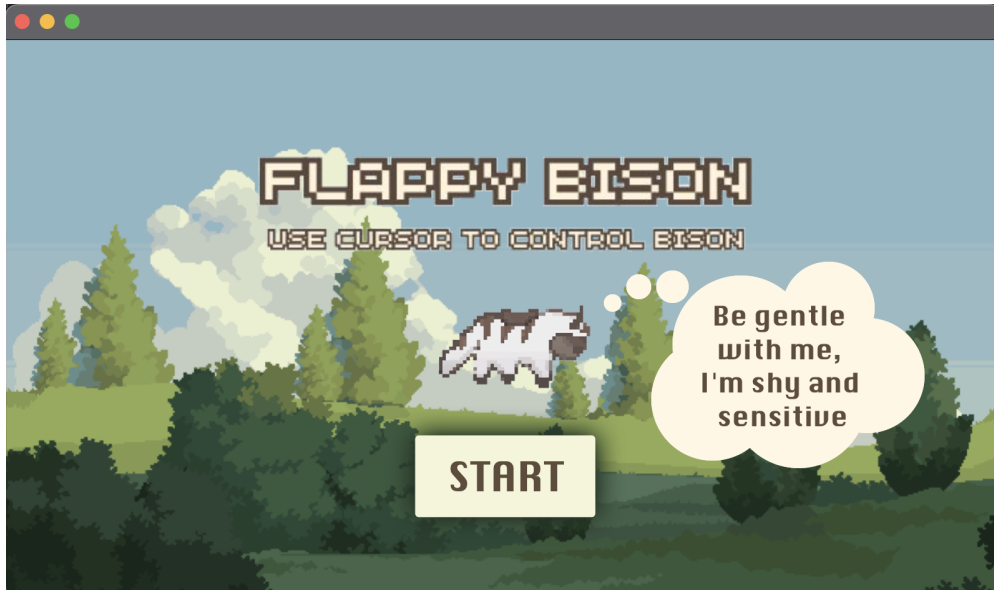 FLAPPY BISON
USE CURSOR TO CONTROL BISON
Be gentle
with me,
I'm shy and
sensitive
START